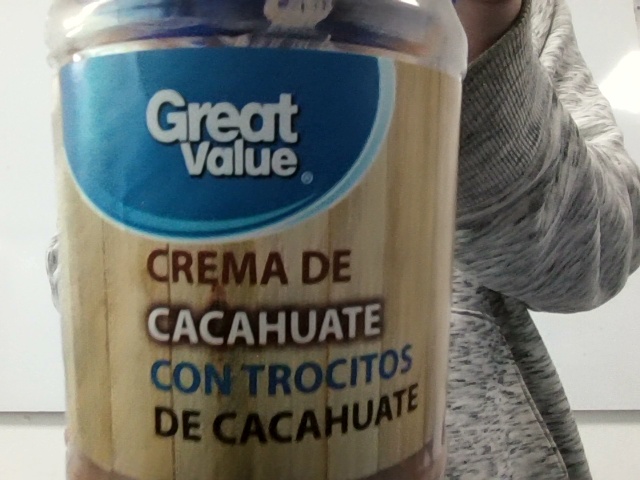 Great
Value®
CREMA DE
CACAHUATE
CON TROCITOS
DE CACAHUATE